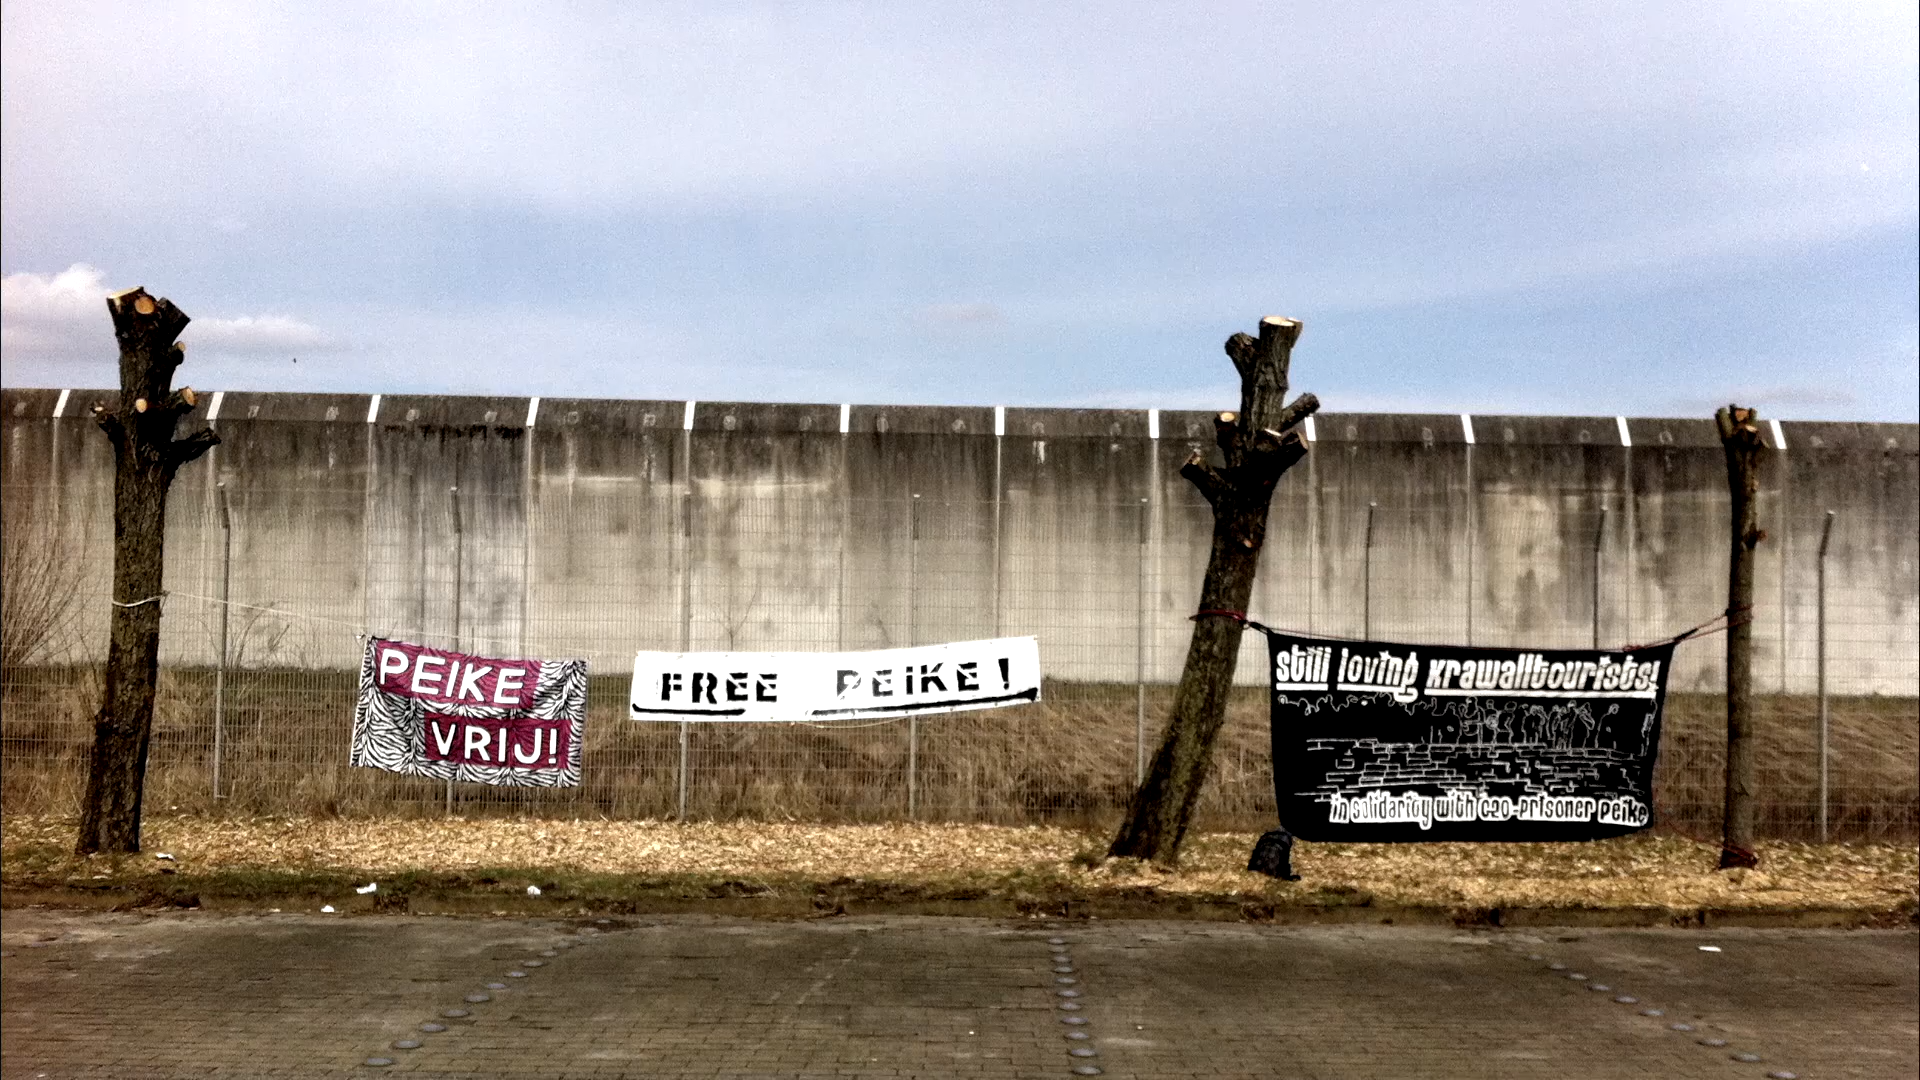 PEIKE
VRIJ!
FREE PEIKE!
still loving krawalltourists!
in solidarity with G20-prisoner Peike